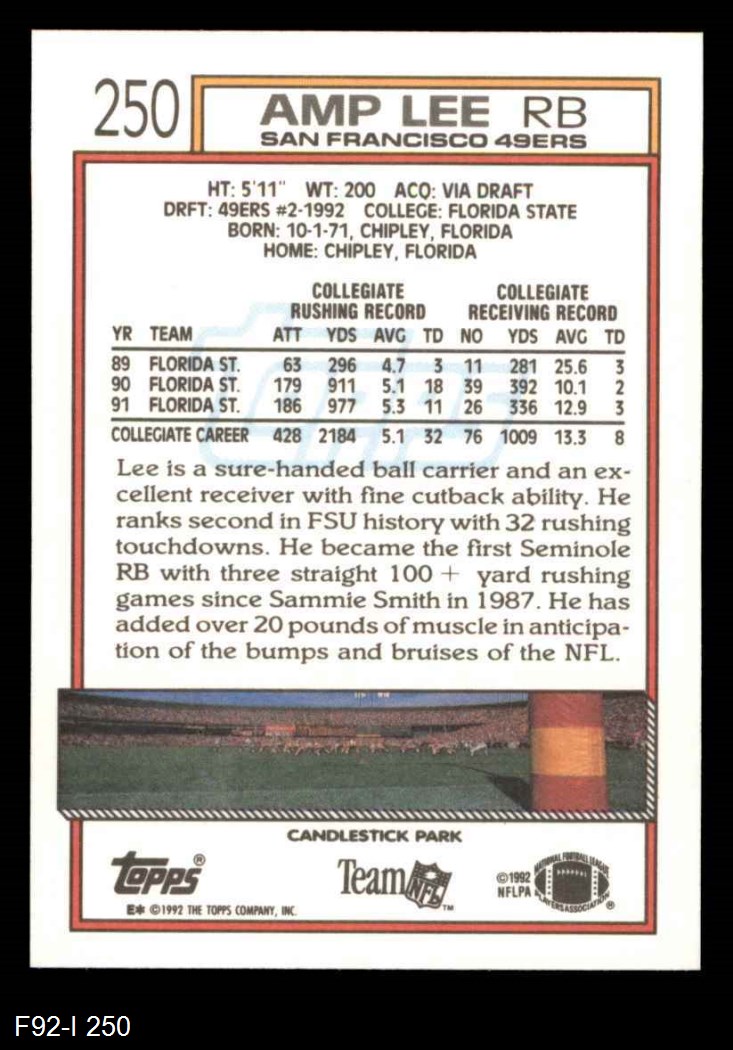 250 AMP LEE RB
SAN FRANCISCO 49ERS
HT: 5'11" WT: 200 ACQ: VIA DRAFT
DRFT: 49ERS #2-1992 COLLEGE: FLORIDA STATE
BORN: 10-1-71, CHIPLEY, FLORIDA
HOME: CHIPLEY, FLORIDA
COLLEGIATE COLLEGIATE
RUSHING RECORD RECEIVING RECORD
YR TEAM ATT YDS AVG TD NO YDS AVG TD
89 FLORIDA ST. 63 296 4.7 3 11 281 25.6 3
90 FLORIDA ST. 179 911 5.1 18 39 392 10.1 2
91 FLORIDA ST. 186 977 5.3 11 26 336 12.9 3
COLLEGIATE CAREER 428 2184 5.1 32 76 1009 13.3 8
Lee is a sure-handed ball carrier and an ex-
cellent receiver with fine cutback ability. He
ranks second in FSU history with 32 rushing
touchdowns. He became the first Seminole
RB with three straight 100 + yard rushing
games since Sammie Smith in 1987. He has
added over 20 pounds of muscle in anticipa-
tion of the bumps and bruises of the NFL.
CANDLESTICK PARK
Topps® Team NFL™ ©1992 NFLPA NATIONAL FOOTBALL LEAGUE PLAYERS ASSOCIATION®
E* ©1992 THE TOPPS COMPANY, INC.
F92-I 250